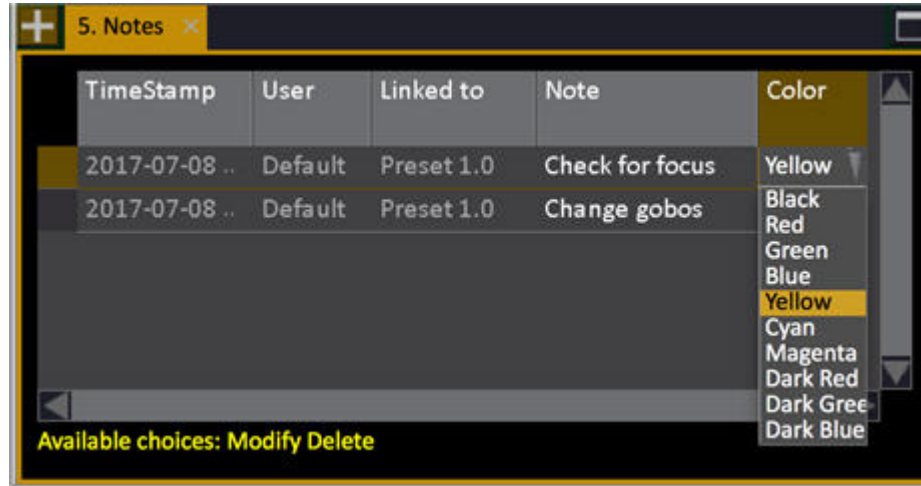 5. Notes
TimeStamp User Linked to Note Color
2017-07-08 .. Default Preset 1.0 Check for focus Yellow
2017-07-08 .. Default Preset 1.0 Change gobos
Black
Red
Green
Blue
Yellow
Cyan
Magenta
Dark Red
Dark Gree
Dark Blue
Available choices: Modify Delete